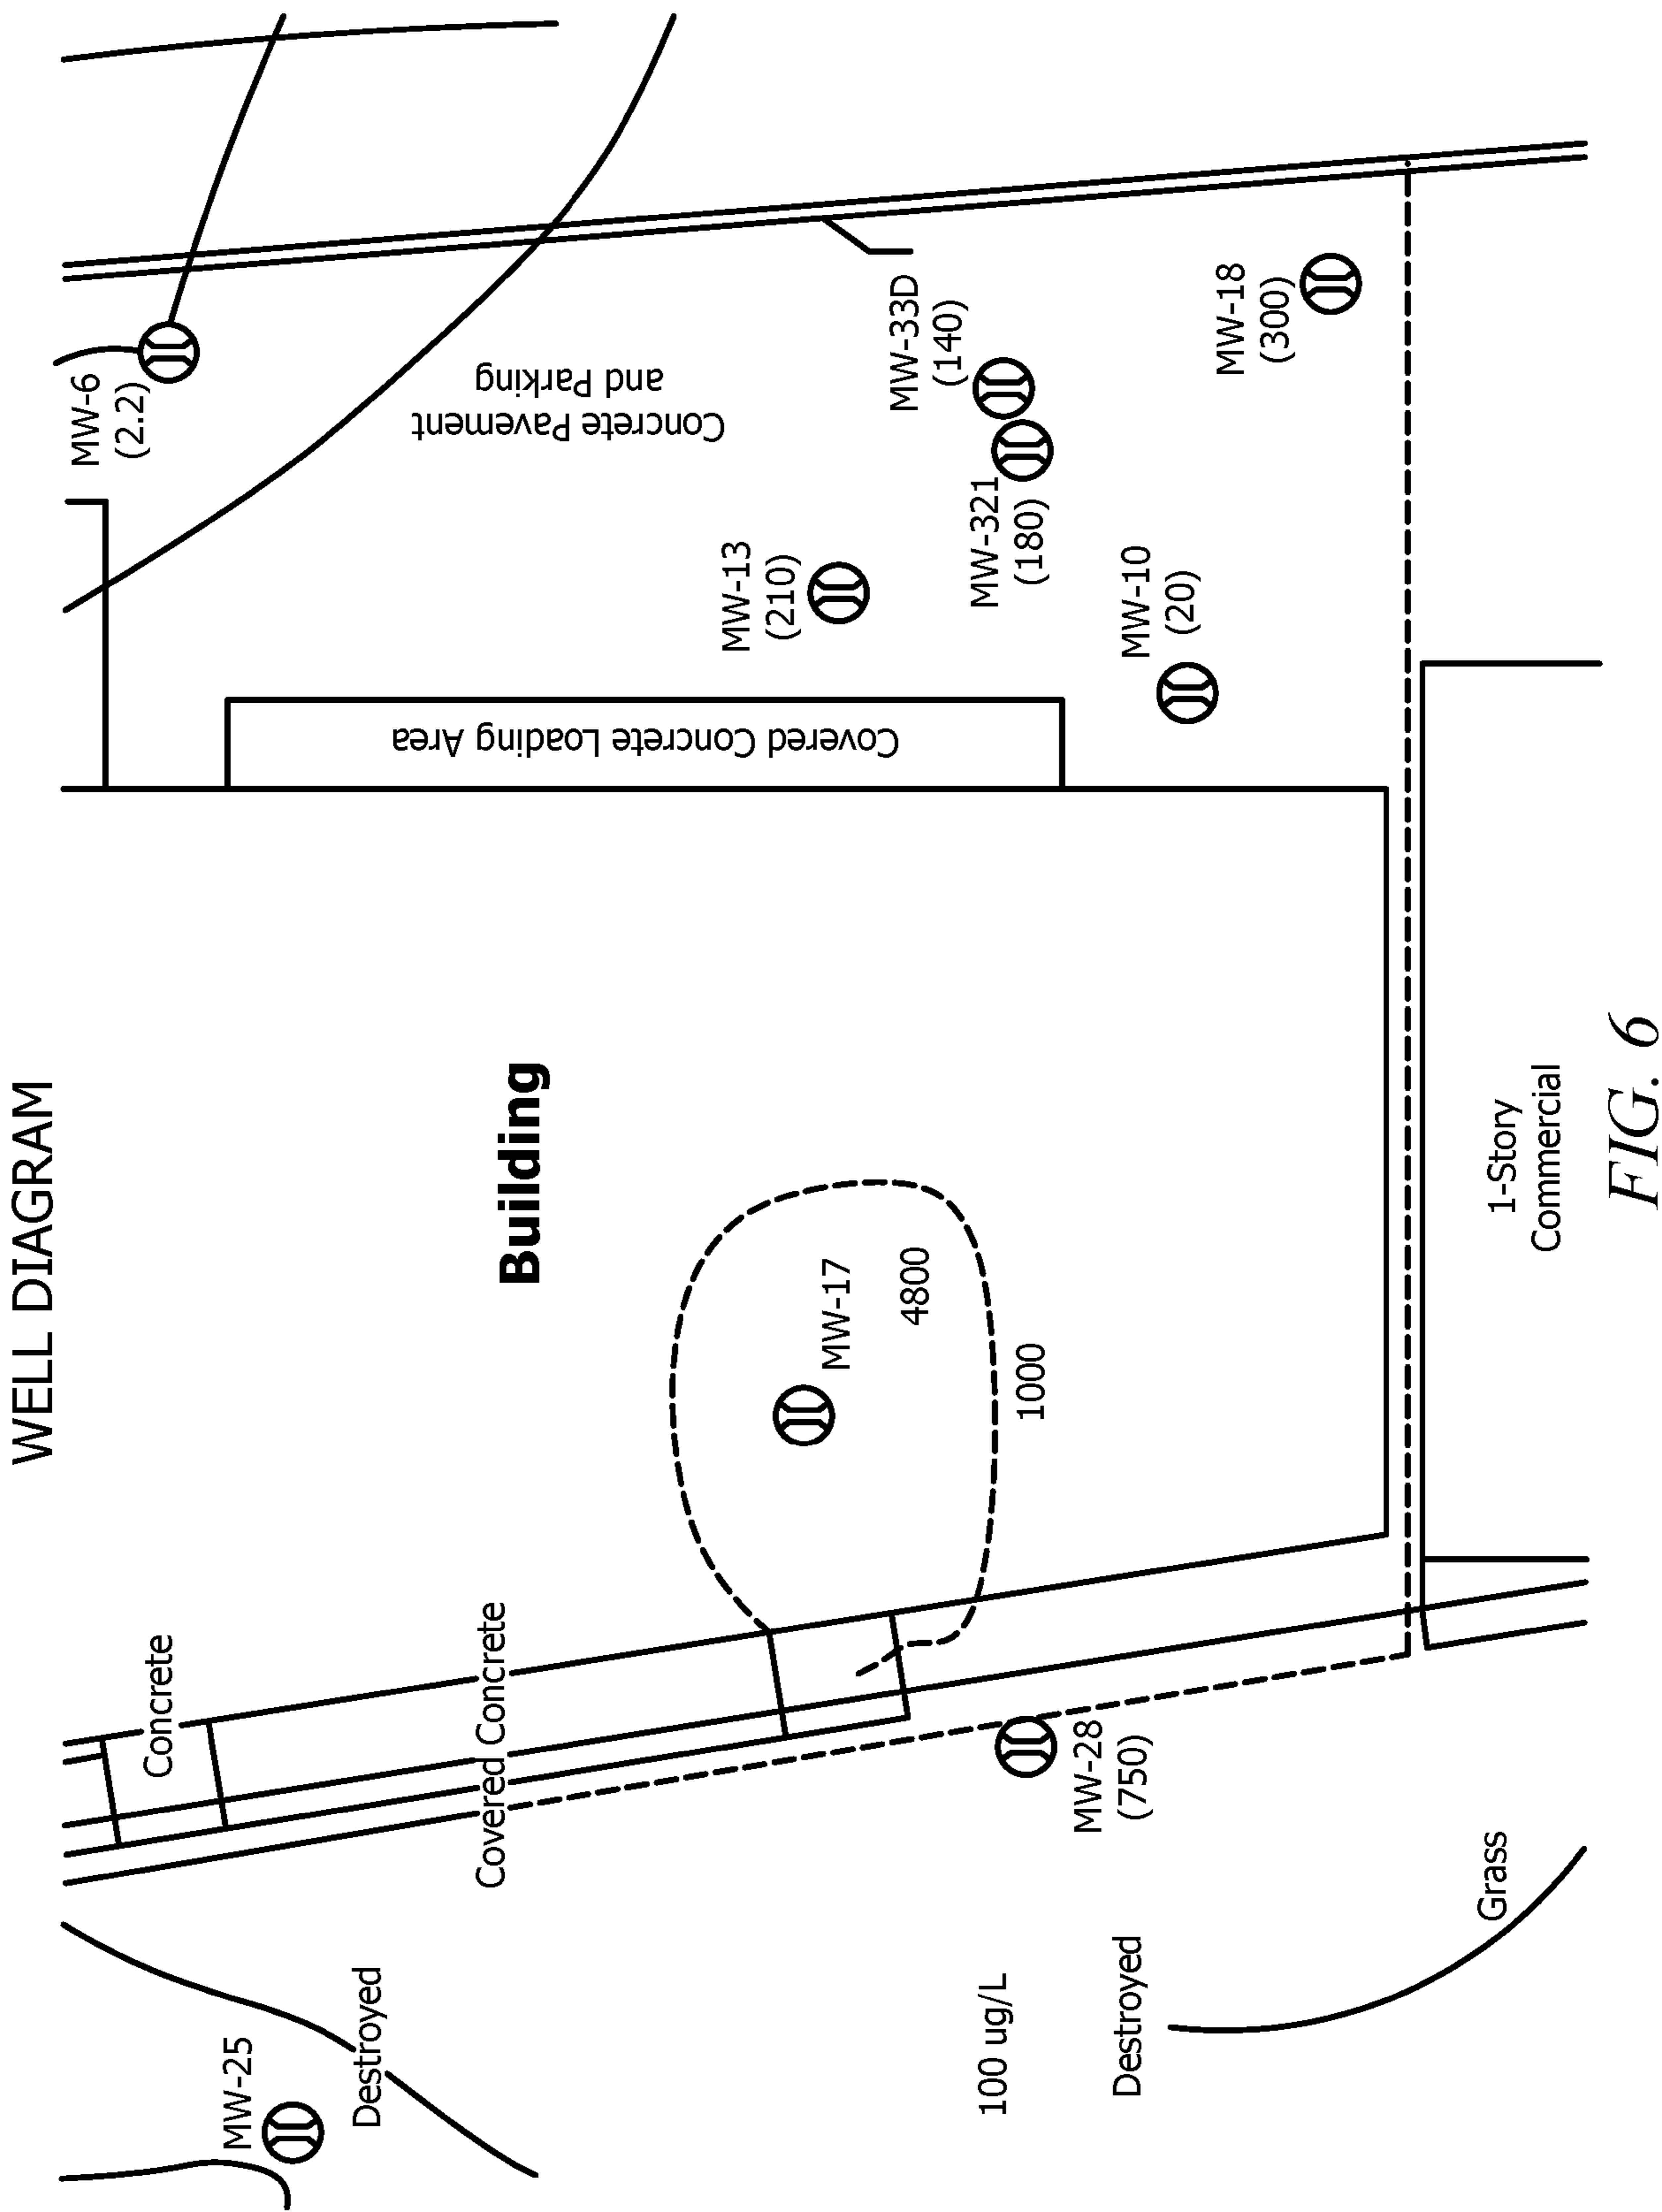 WELL DIAGRAM
MW-25
Destroyed
Concrete
Covered Concrete
Building
MW-6
(2.2)
Concrete Pavement
and Parking
Covered Concrete Loading Area
MW-13
(210)
MW-33D
(140)
MW-321
(180)
MW-10
(20)
MW-18
(300)
MW-17
4800
1000
MW-28
(750)
100 ug/L
Destroyed
Grass
1-Story
Commercial
FIG. 6